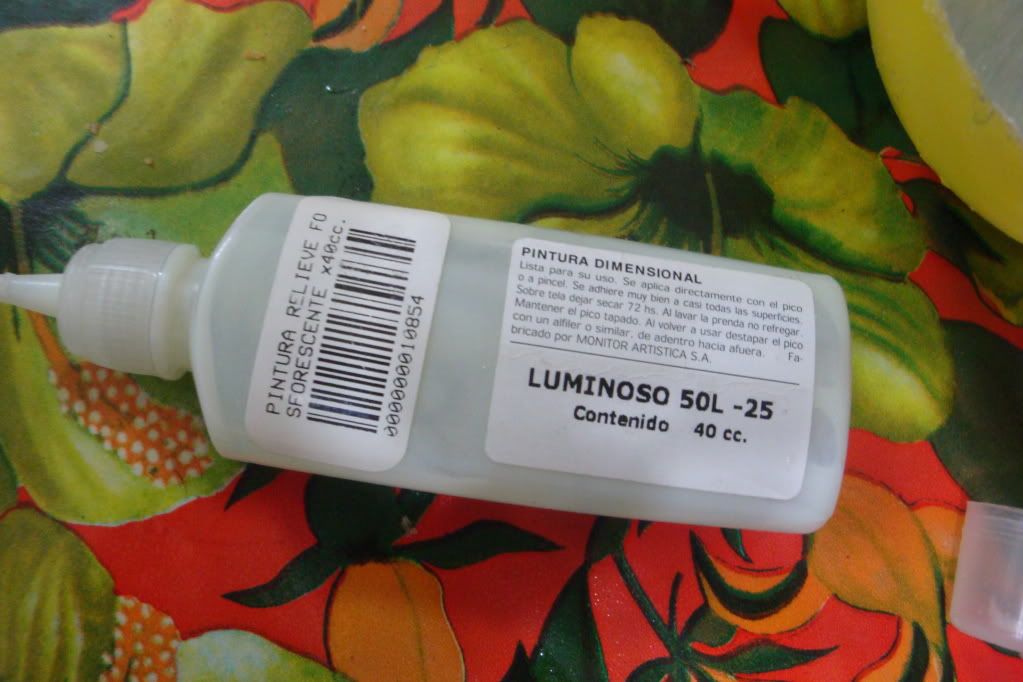 PINTURA RELIEVE FO
SFORESCENTE x40cc.
0000000010854
PINTURA DIMENSIONAL
Lista para su uso. Se aplica directamente con el pico
o a pincel. Se adhiere muy bien a casi todas las superficies.
Sobre tela dejar secar 72 hs. Al lavar la prenda no refregar.
Mantener el pico tapado. Al volver a usar destapar el pico
con un alfiler o similar, de adentro hacia afuera. Fa-
bricado por MONITOR ARTISTICA S.A.
LUMINOSO 50L -25
Contenido 40 cc.